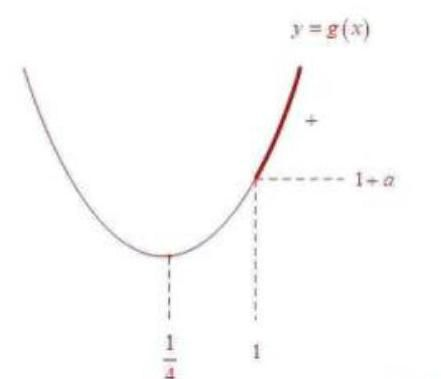 y = g(x)
+
1+a
1/4 1